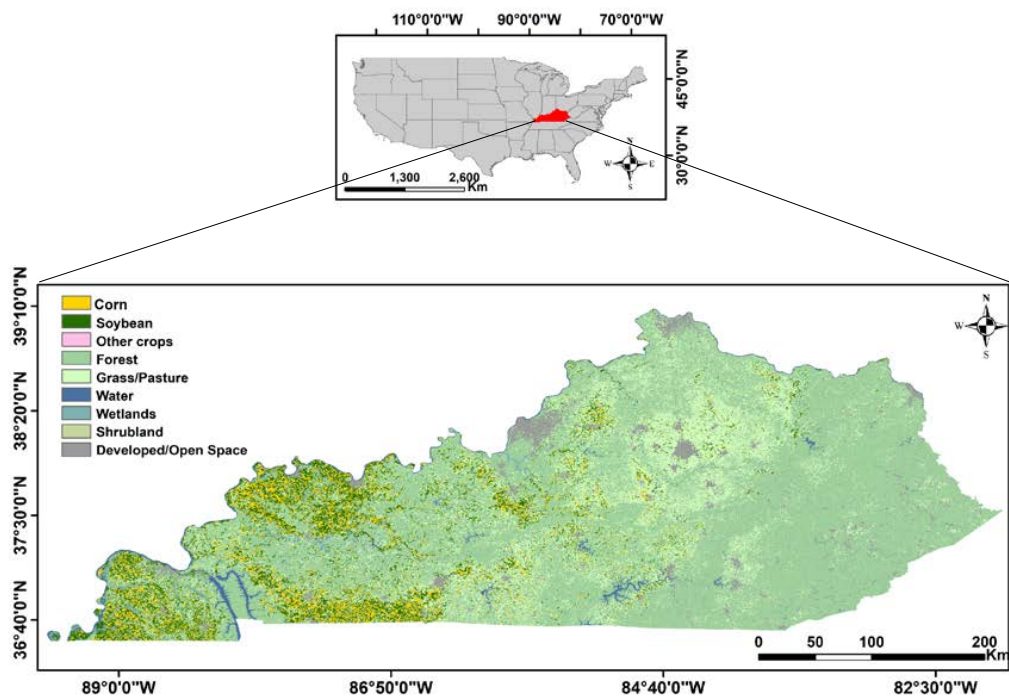 110°0'0"W 90°0'0"W 70°0'0"W
45°0'0"N
30°0'0"N
N
W E
S
0 1,300 2,600
Km
39°10'0"N
38°20'0"N
37°30'0"N
36°40'0"N
Corn
Soybean
Other crops
Forest
Grass/Pasture
Water
Wetlands
Shrubland
Developed/Open Space
N
W E
S
0 50 100 200
Km
89°0'0"W 86°50'0"W 84°40'0"W 82°30'0"W